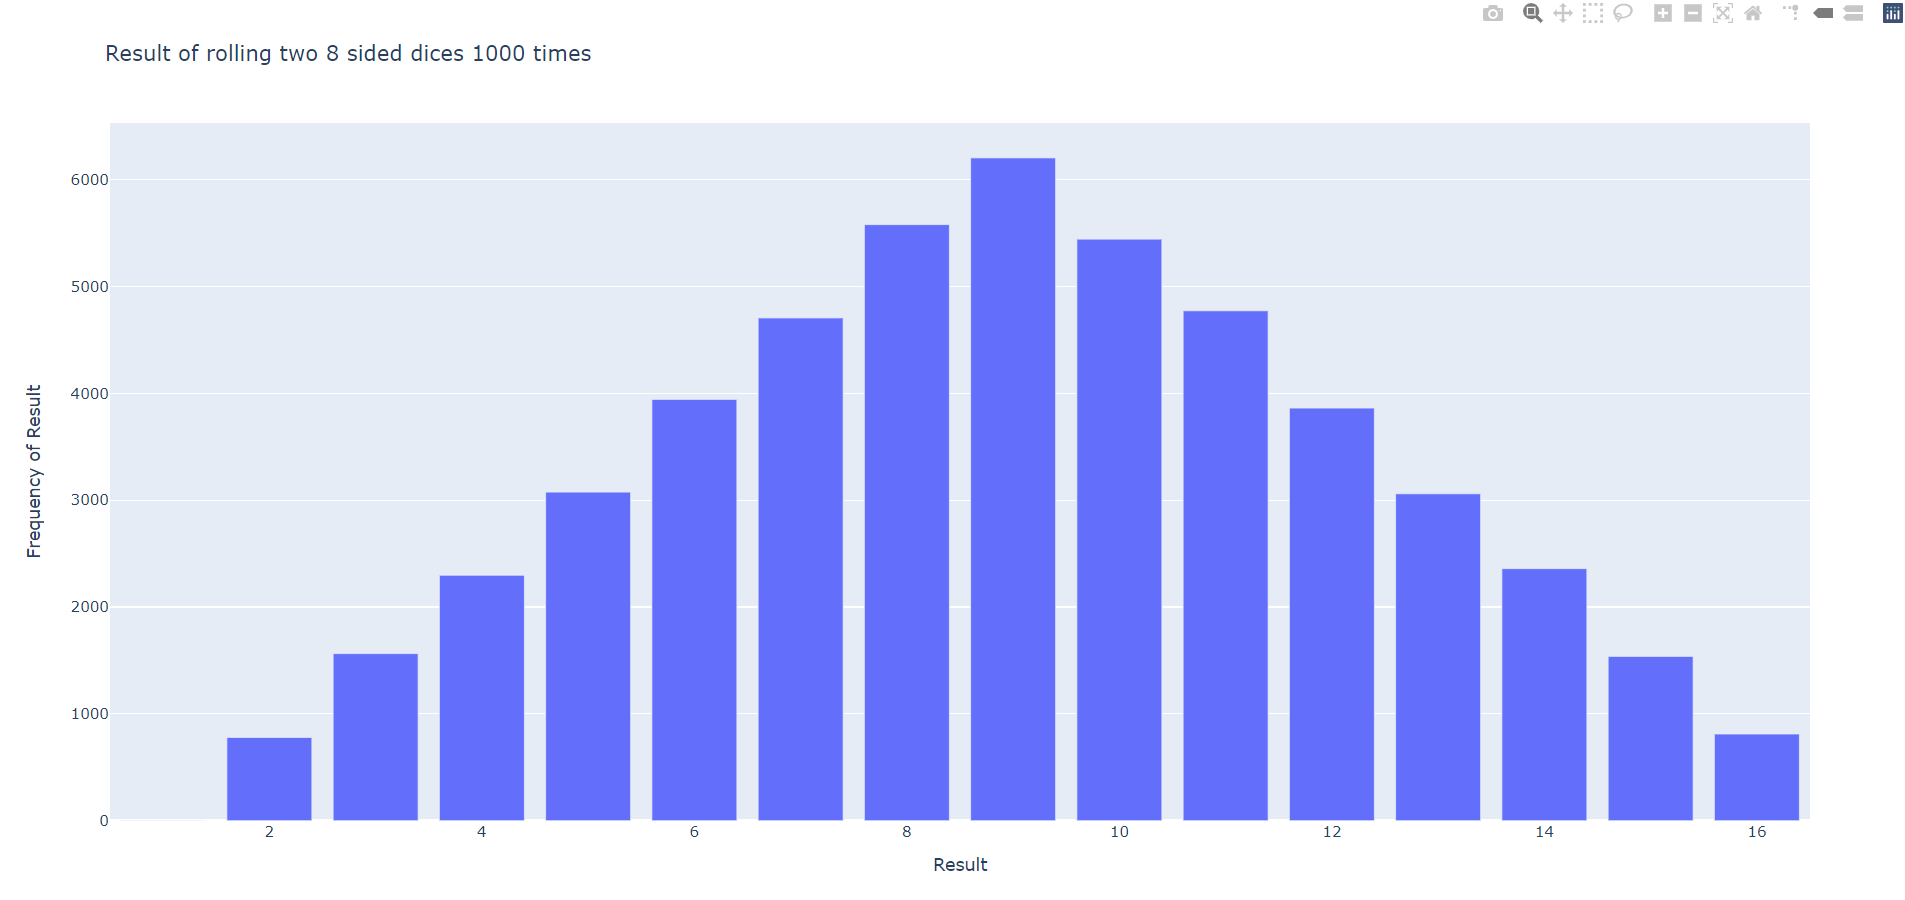 Result of rolling two 8 sided dices 1000 times
6000
5000
4000
3000
2000
1000
0
Frequency of Result
2 4 6 8 10 12 14 16
Result